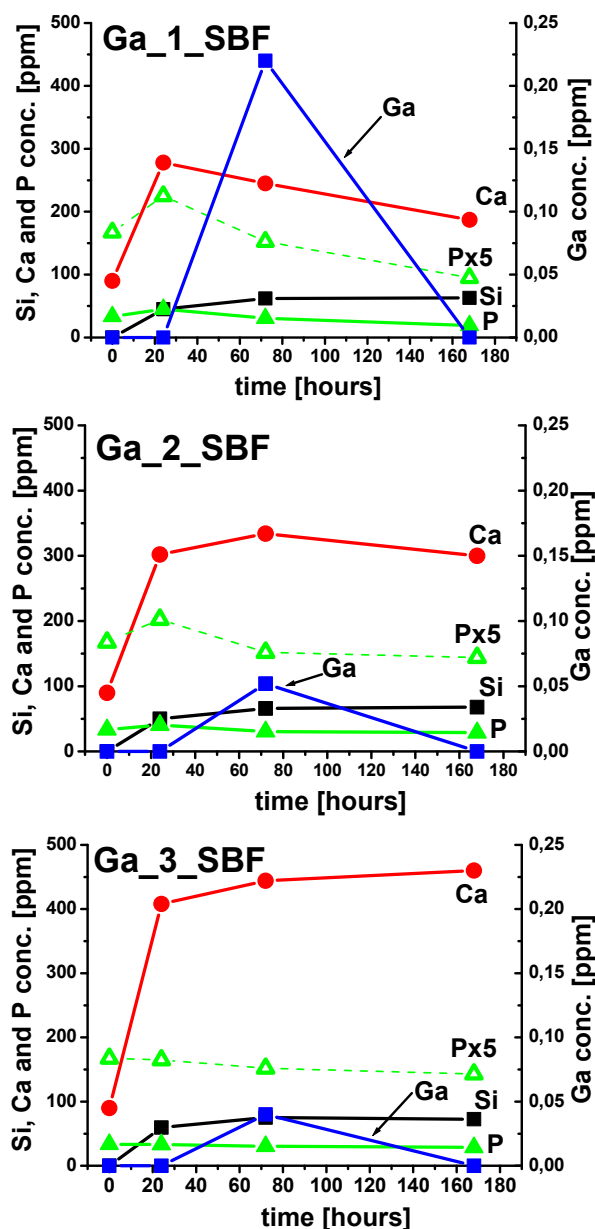 Ga_1_SBF
Si, Ca and P conc. [ppm]
500
400
300
200
100
0
0,25
0,20
0,15
0,10
0,05
0,00
Ga conc. [ppm]
Ga
Ca
Px5
Si
P
0 20 40 60 80 100 120 140 160 180
time [hours]
Ga_2_SBF
Si, Ca and P conc. [ppm]
500
400
300
200
100
0
0,25
0,20
0,15
0,10
0,05
0,00
Ga conc. [ppm]
Ca
Px5
Ga
Si
P
0 20 40 60 80 100 120 140 160 180
time [hours]
Ga_3_SBF
Si, Ca and P conc. [ppm]
500
400
300
200
100
0
0,25
0,20
0,15
0,10
0,05
0,00
Ga conc. [ppm]
Ca
Px5
Ga
Si
P
0 20 40 60 80 100 120 140 160 180
time [hours]